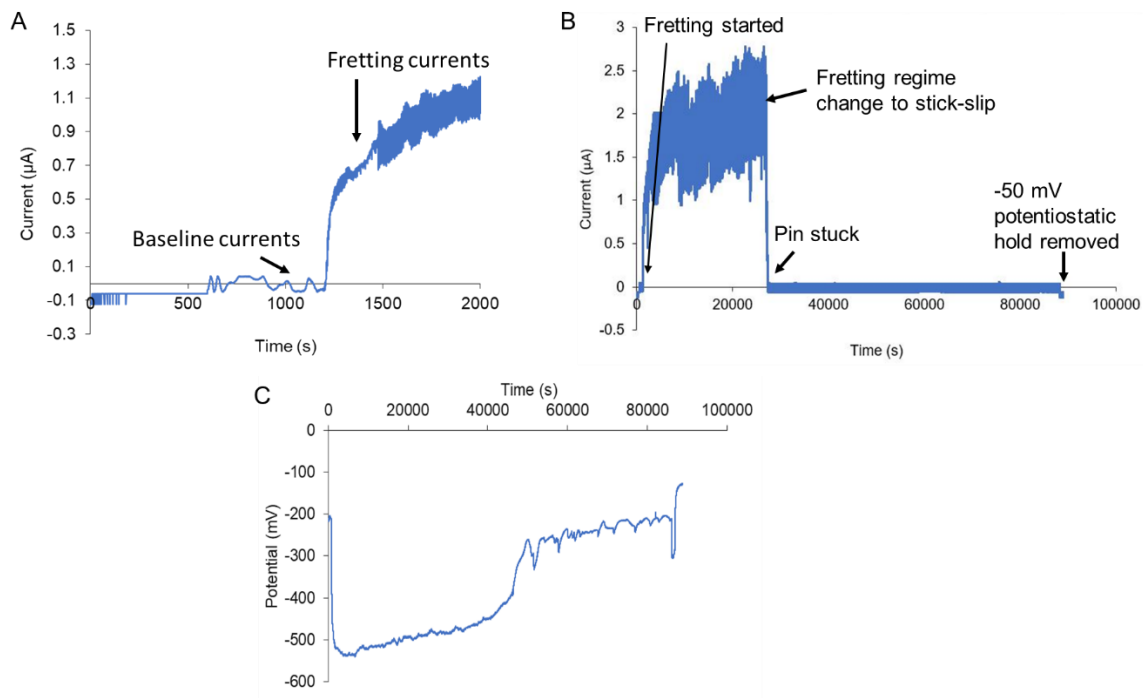 A
1.5
1.3
1.1
0.9
0.7
0.5
0.3
0.1
-0.1
-0.3
Current (µA)
Fretting currents
Baseline currents
0
500
1000
1500
2000
Time (s)
B
Fretting started
3
2.5
2
1.5
1
0.5
0
-0.5
Current (µA)
Fretting regime
change to stick-slip
Pin stuck
-50 mV
potentiostatic
hold removed
0
20000
40000
60000
80000
100000
Time (s)
C
Time (s)
0
20000
40000
60000
80000
100000
0
-100
-200
-300
-400
-500
-600
Potential (mV)